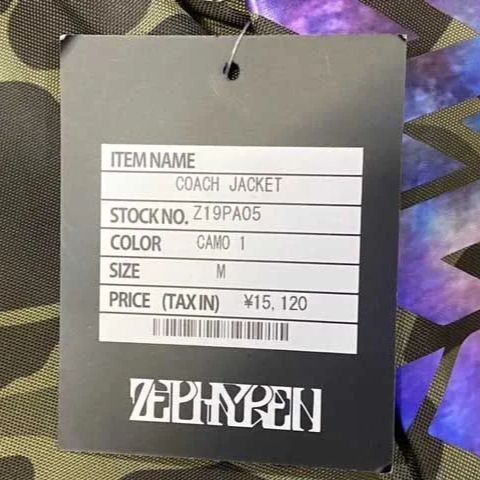 ITEM NAME
COACH JACKET
STOCK NO. Z19PA05
COLOR CAMO 1
SIZE M
PRICE (TAX IN) ¥15,120
ZEPHYREN